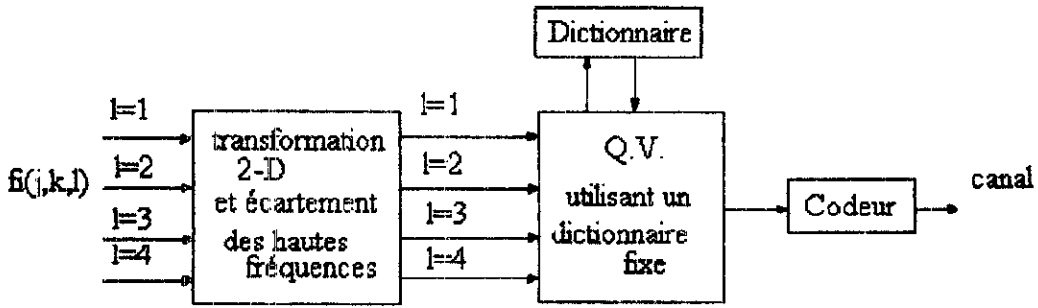 Dictionnaire
l=1
l=2
fi(j,k,l)
l=3
l=4
transformation
2-D
et écartement
des hautes
fréquences
l=1
l=2
l=3
l=4
Q.V.
utilisant un
dictionnaire
fixe
Codeur
canal